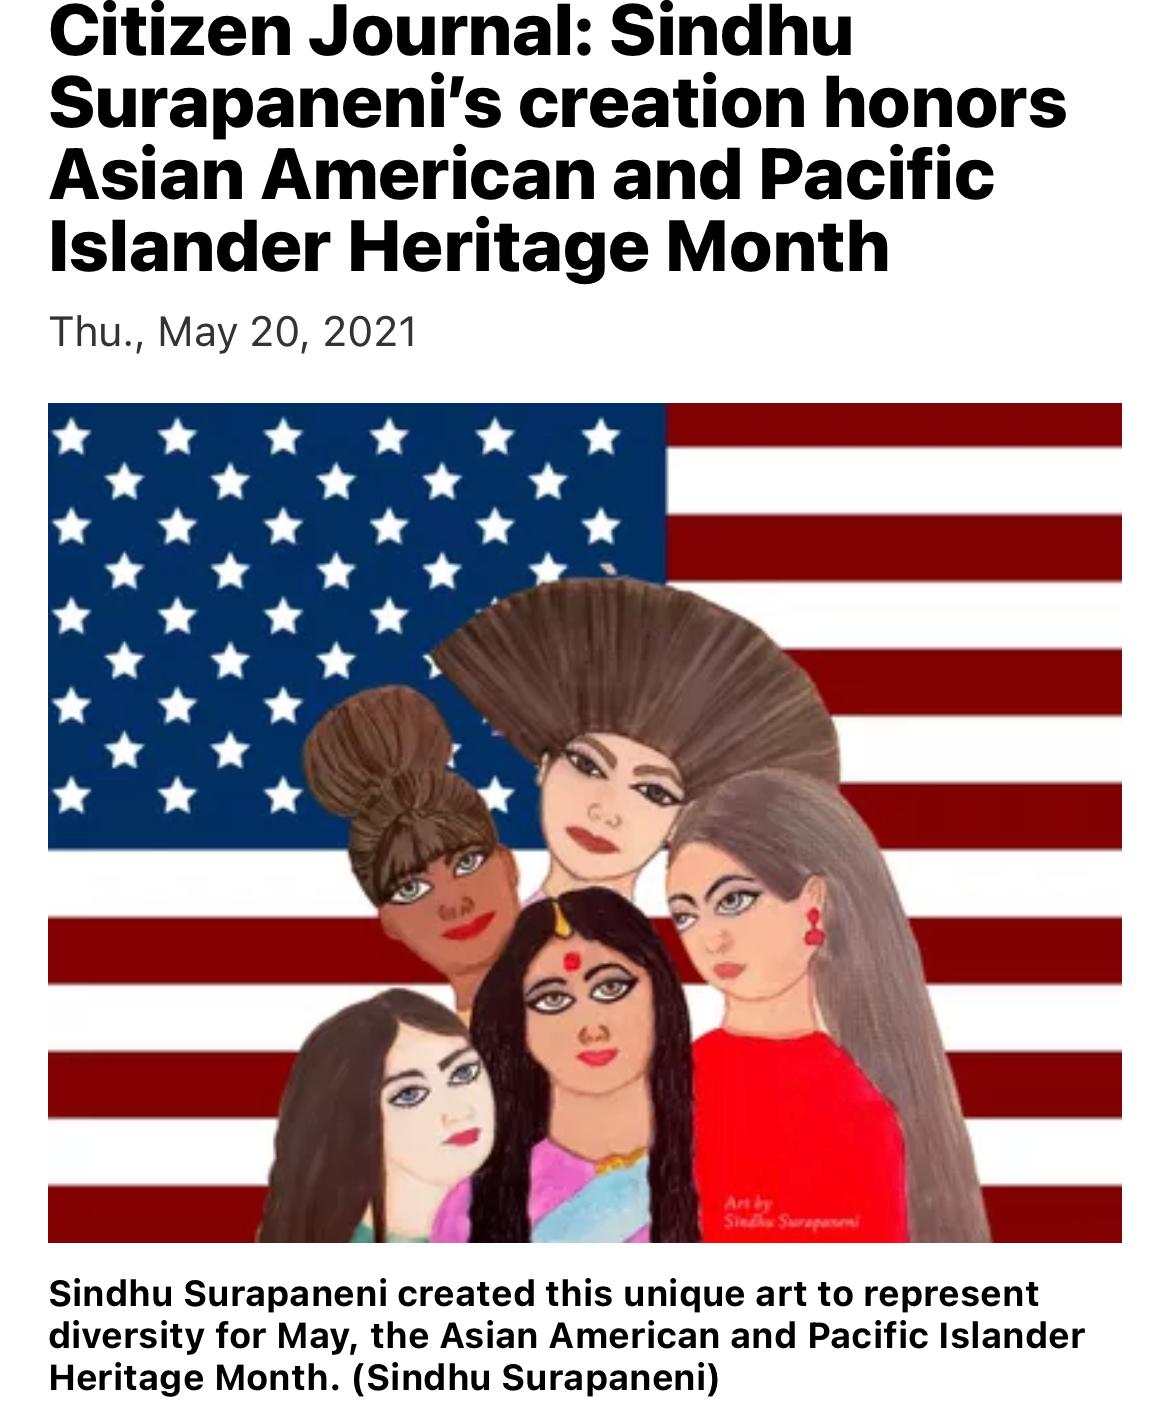 Citizen Journal: Sindhu
Surapaneni’s creation honors
Asian American and Pacific
Islander Heritage Month
Thu., May 20, 2021
Art by
Sindhu Surapaneni
Sindhu Surapaneni created this unique art to represent
diversity for May, the Asian American and Pacific Islander
Heritage Month. (Sindhu Surapaneni)